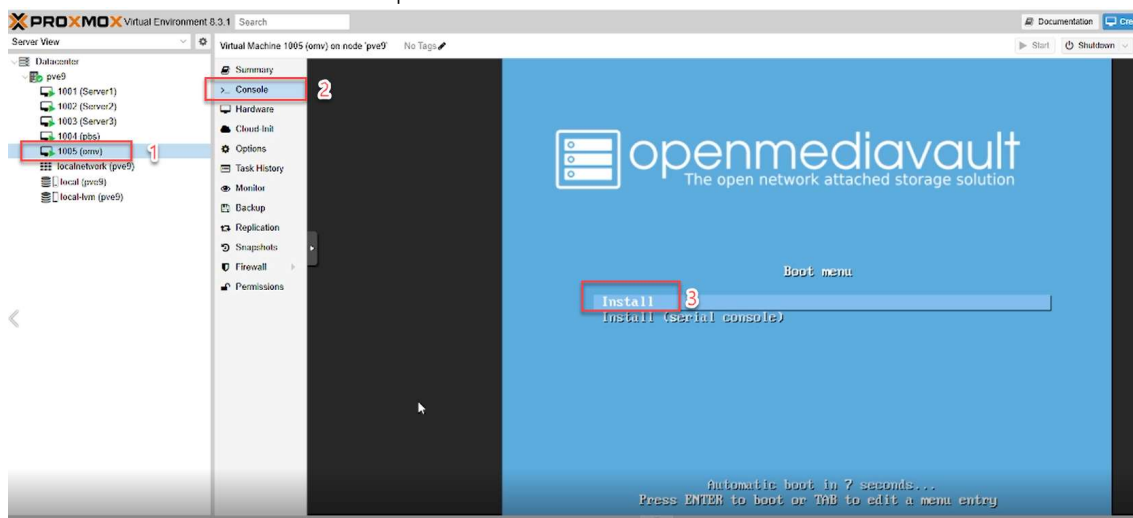 PROXMOX Virtual Environment 8.3.1 Search
Documentation Cre
Server View
Virtual Machine 1005 (omv) on node 'pve9' No Tags
Start Shutdown
Datacenter
pve9
1001 (Server1)
1002 (Server2)
1003 (Server3)
1004 (pbs)
1005 (omv)
1
localnetwork (pve9)
local (pve9)
local-lvm (pve9)
Summary
>_ Console
2
Hardware
Cloud-Init
Options
Task History
Monitor
Backup
Replication
Snapshots
Firewall
Permissions
openmediavault
The open network attached storage solution
Boot menu
Install
3
Install (serial console)
Automatic boot in 7 seconds...
Press ENTER to boot or TAB to edit a menu entry